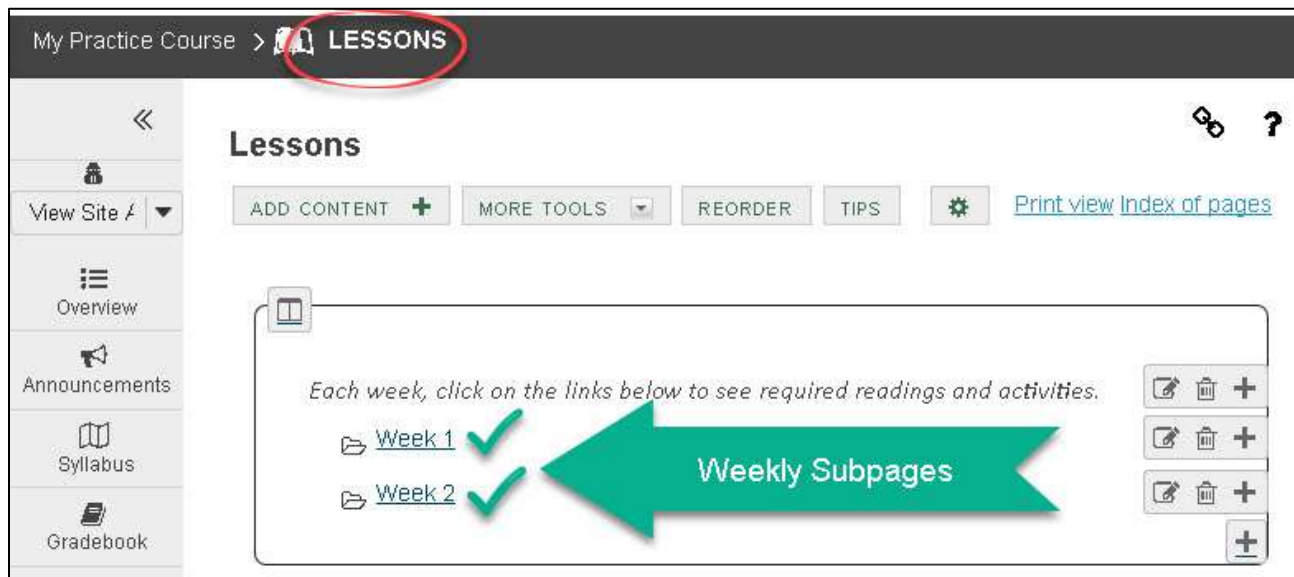 My Practice Course > LESSONS
Lessons
?
View Site A
ADD CONTENT + MORE TOOLS REORDER TIPS Print view Index of pages
Overview
Announcements
Each week, click on the links below to see required readings and activities.
Syllabus
Week 1
Weekly Subpages
Week 2
Gradebook